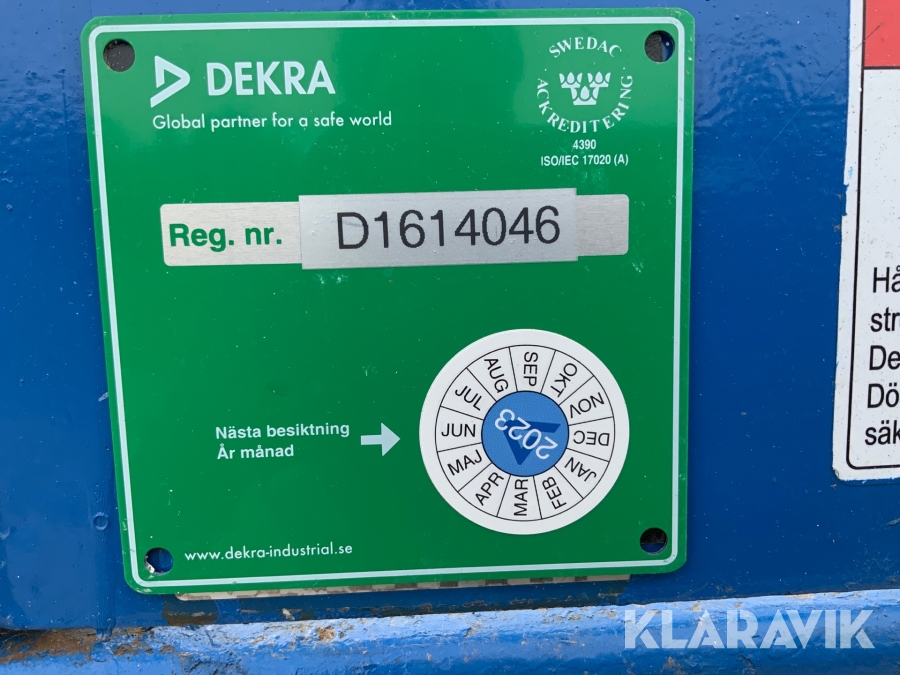 DEKRA
Global partner for a safe world
SWEDAC
ACKREDITERING
4390
ISO/IEC 17020 (A)
Reg. nr. D1614046
Nästa besiktning
År månad
JAN
FEB
MAR
APR
MAJ
JUN
JUL
AUG
SEP
OKT
NOV
DEC
2023
www.dekra-industrial.se
Hå
str
De
Dö
säk
KLARAVIK